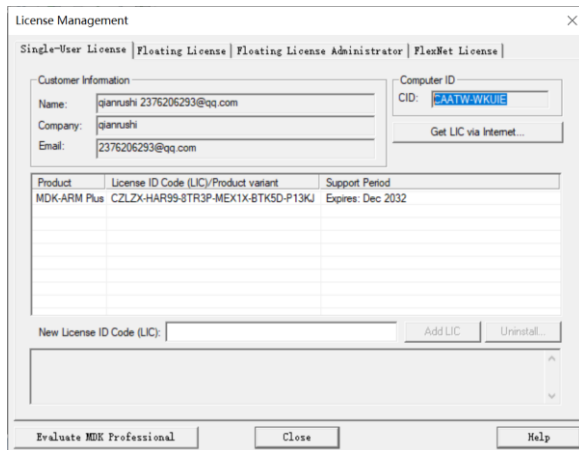 License Management
Single-User License | Floating License | Floating License Administrator | FlexNet License
Customer Information
Name: qianrushi 2376206293@qq.com
Company: qianrushi
Email: 2376206293@qq.com
Computer ID
CID: CAATW-WKUIE
Get LIC via Internet...
Product License ID Code (LIC)/Product variant Support Period
MDK-ARM Plus CZLZX-HAR99-8TR3P-MEX1X-BTK5D-P13KJ Expires: Dec 2032
New License ID Code (LIC):
Add LIC
Uninstall...
Evaluate MDK Professional
Close
Help